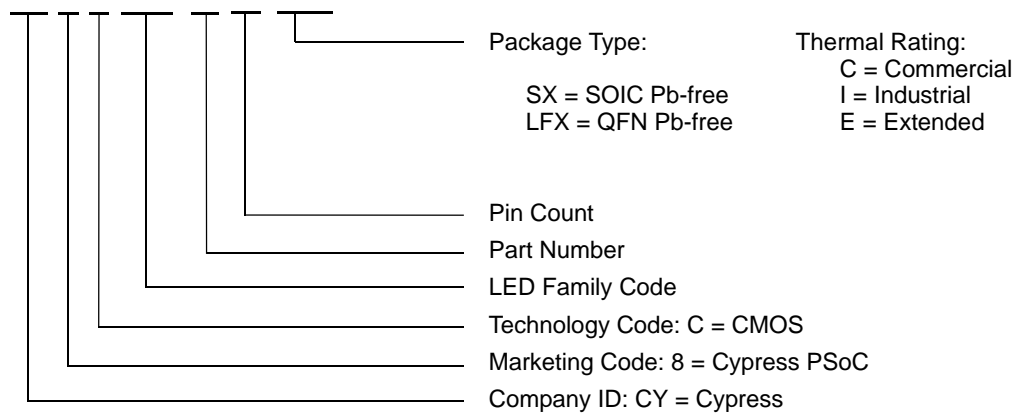 Package Type: Thermal Rating:
C = Commercial
SX = SOIC Pb-free I = Industrial
LFX = QFN Pb-free E = Extended
Pin Count
Part Number
LED Family Code
Technology Code: C = CMOS
Marketing Code: 8 = Cypress PSoC
Company ID: CY = Cypress